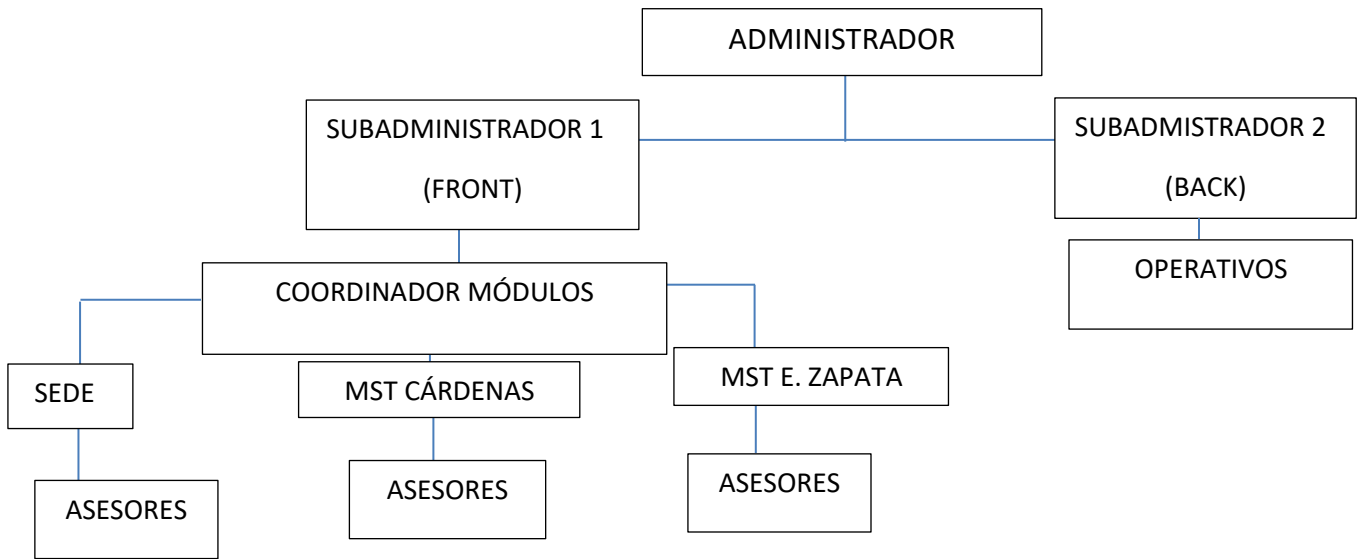 ADMINISTRADOR
SUBADMINISTRADOR 1
(FRONT)
SUBADMISTRADOR 2
(BACK)
OPERATIVOS
COORDINADOR MÓDULOS
SEDE
MST CÁRDENAS
MST E. ZAPATA
ASESORES
ASESORES
ASESORES